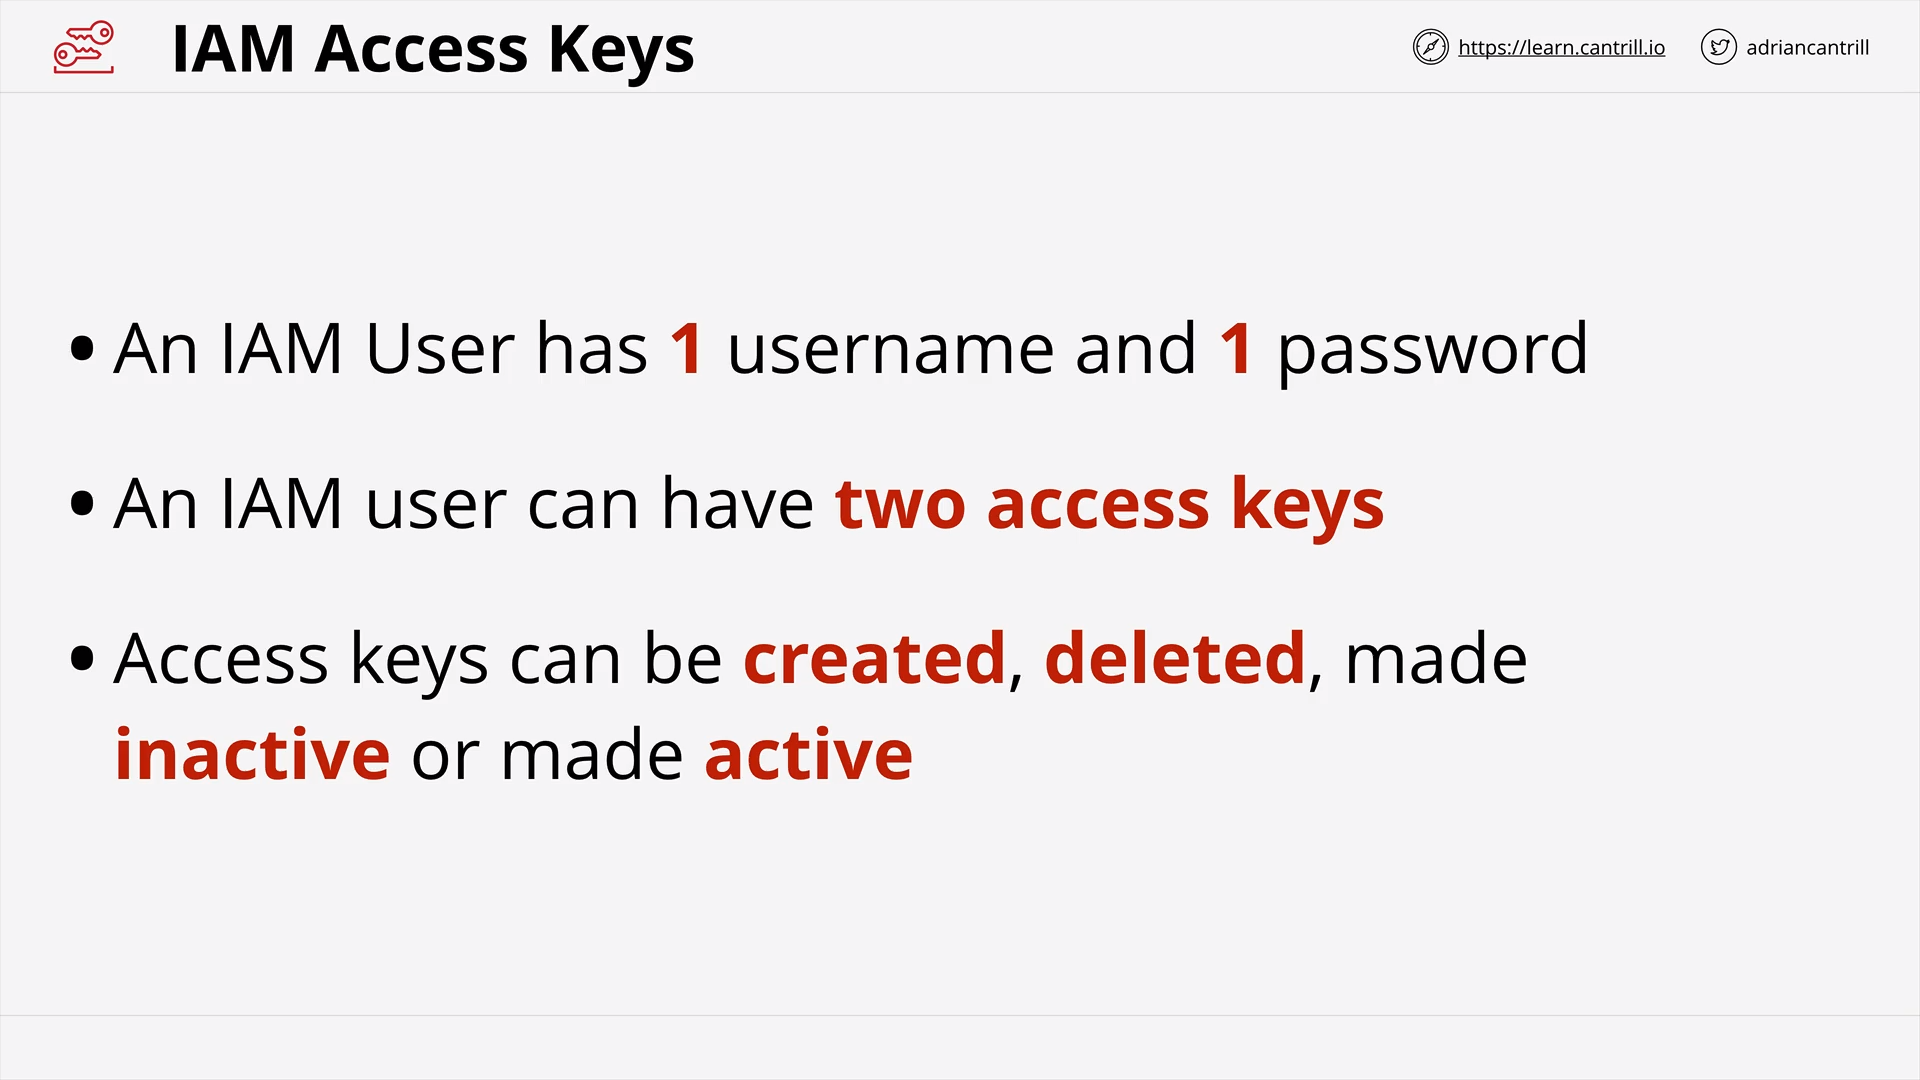 IAM Access Keys
https://learn.cantrill.io
adriancantrill
• An IAM User has 1 username and 1 password
• An IAM user can have two access keys
• Access keys can be created, deleted, made
inactive or made active